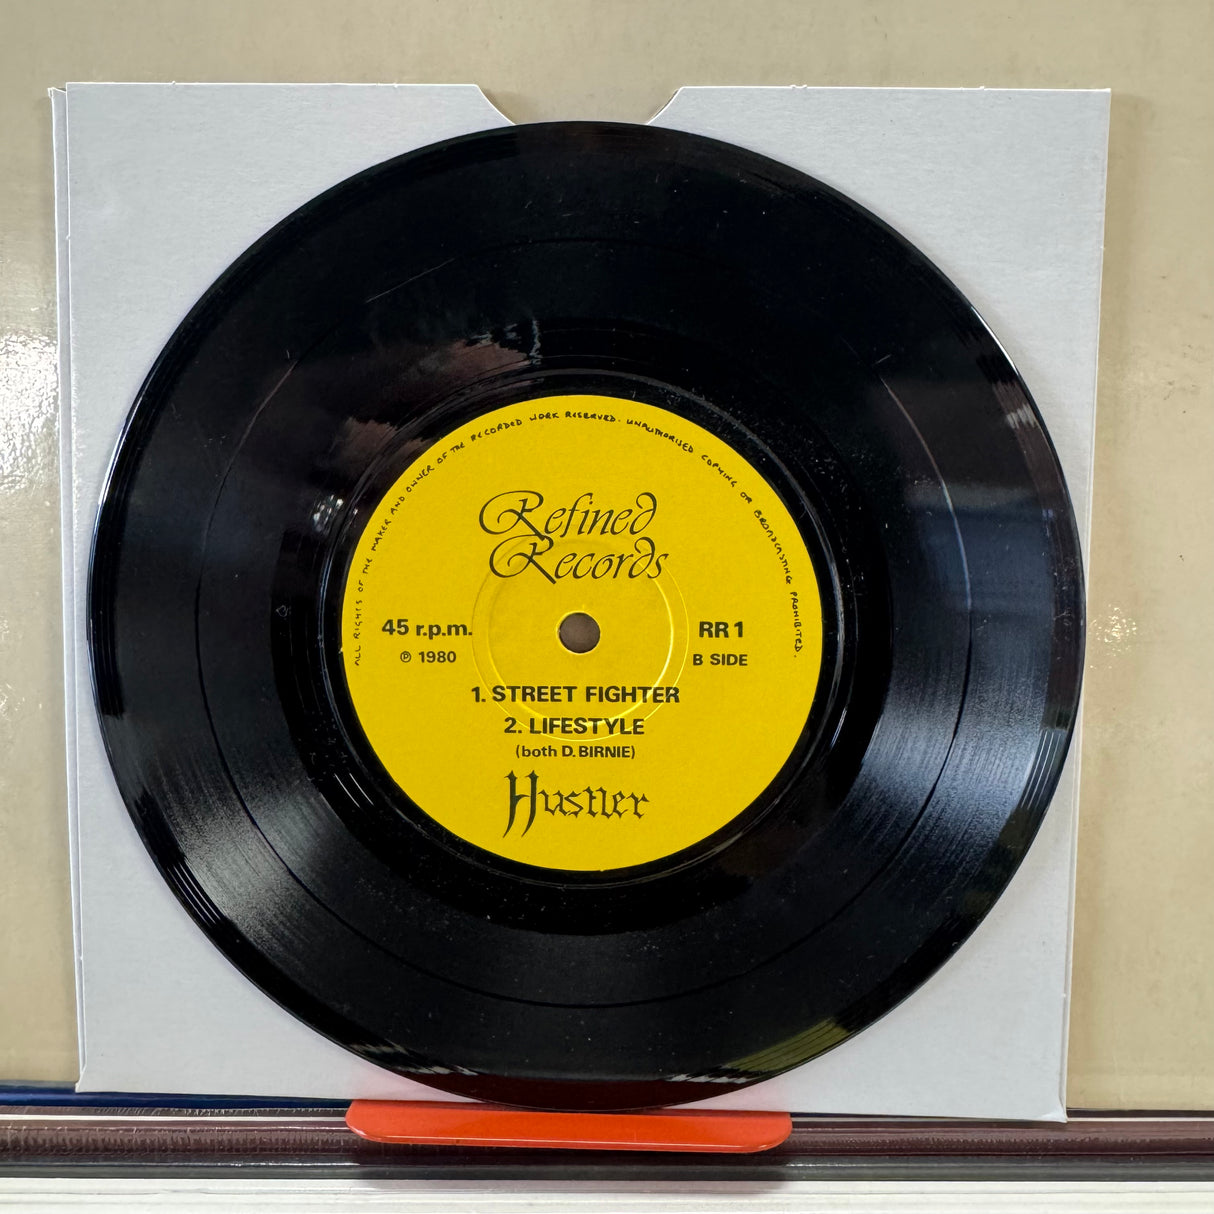 ALL RIGHTS OF THE MAKER AND OWNER OF THE RECORDED WORK RESERVED. UNAUTHORISED COPYING OR BROADCASTING PROHIBITED.
Refined
Records
45 r.p.m.
RR 1
℗ 1980
B SIDE
1. STREET FIGHTER
2. LIFESTYLE
(both D. BIRNIE)
Hustler